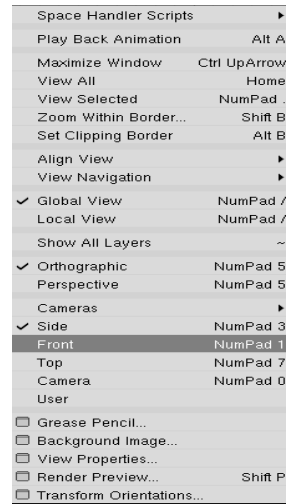 Space Handler Scripts
Play Back Animation Alt A
Maximize Window Ctrl UpArrow
View All Home
View Selected NumPad .
Zoom Within Border... Shift B
Set Clipping Border Alt B
Align View
View Navigation
Global View NumPad /
Local View NumPad /
Show All Layers ~
Orthographic NumPad 5
Perspective NumPad 5
Cameras
Side NumPad 3
Front NumPad 1
Top NumPad 7
Camera NumPad 0
User
Grease Pencil...
Background Image...
View Properties...
Render Preview... Shift P
Transform Orientations...